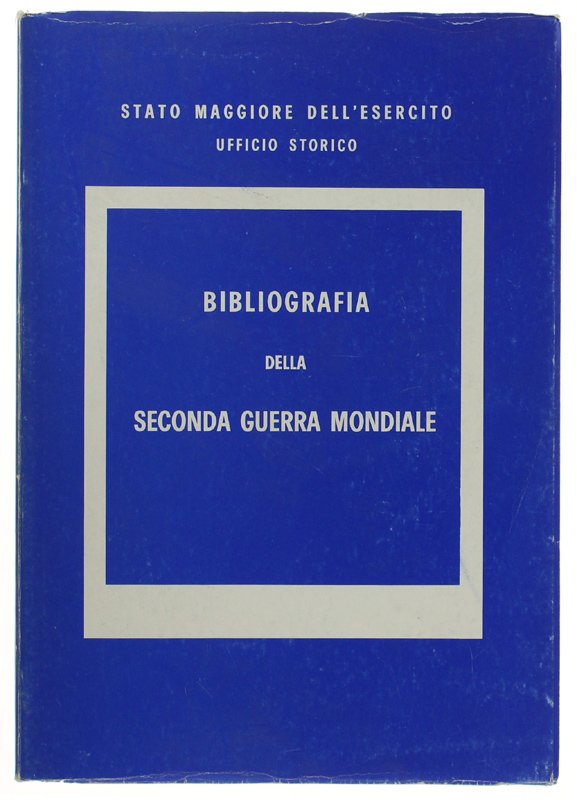 STATO MAGGIORE DELL'ESERCITO
UFFICIO STORICO
BIBLIOGRAFIA
DELLA
SECONDA GUERRA MONDIALE